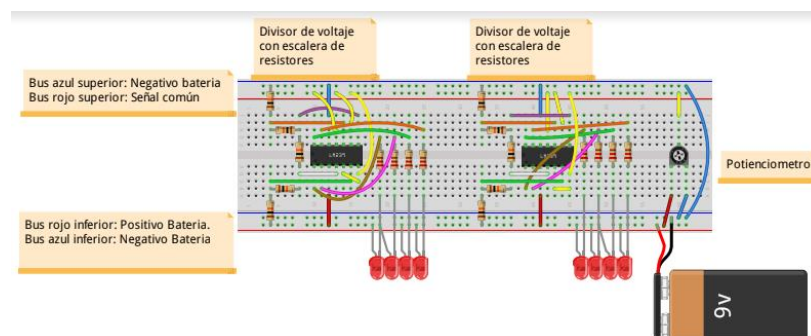 Divisor de voltaje
con escalera de
resistores
Divisor de voltaje
con escalera de
resistores
Bus azul superior: Negativo bateria
Bus rojo superior: Señal común
Potienciometro
Bus rojo inferior: Positivo Bateria.
Bus azul inferior: Negativo Bateria
9v